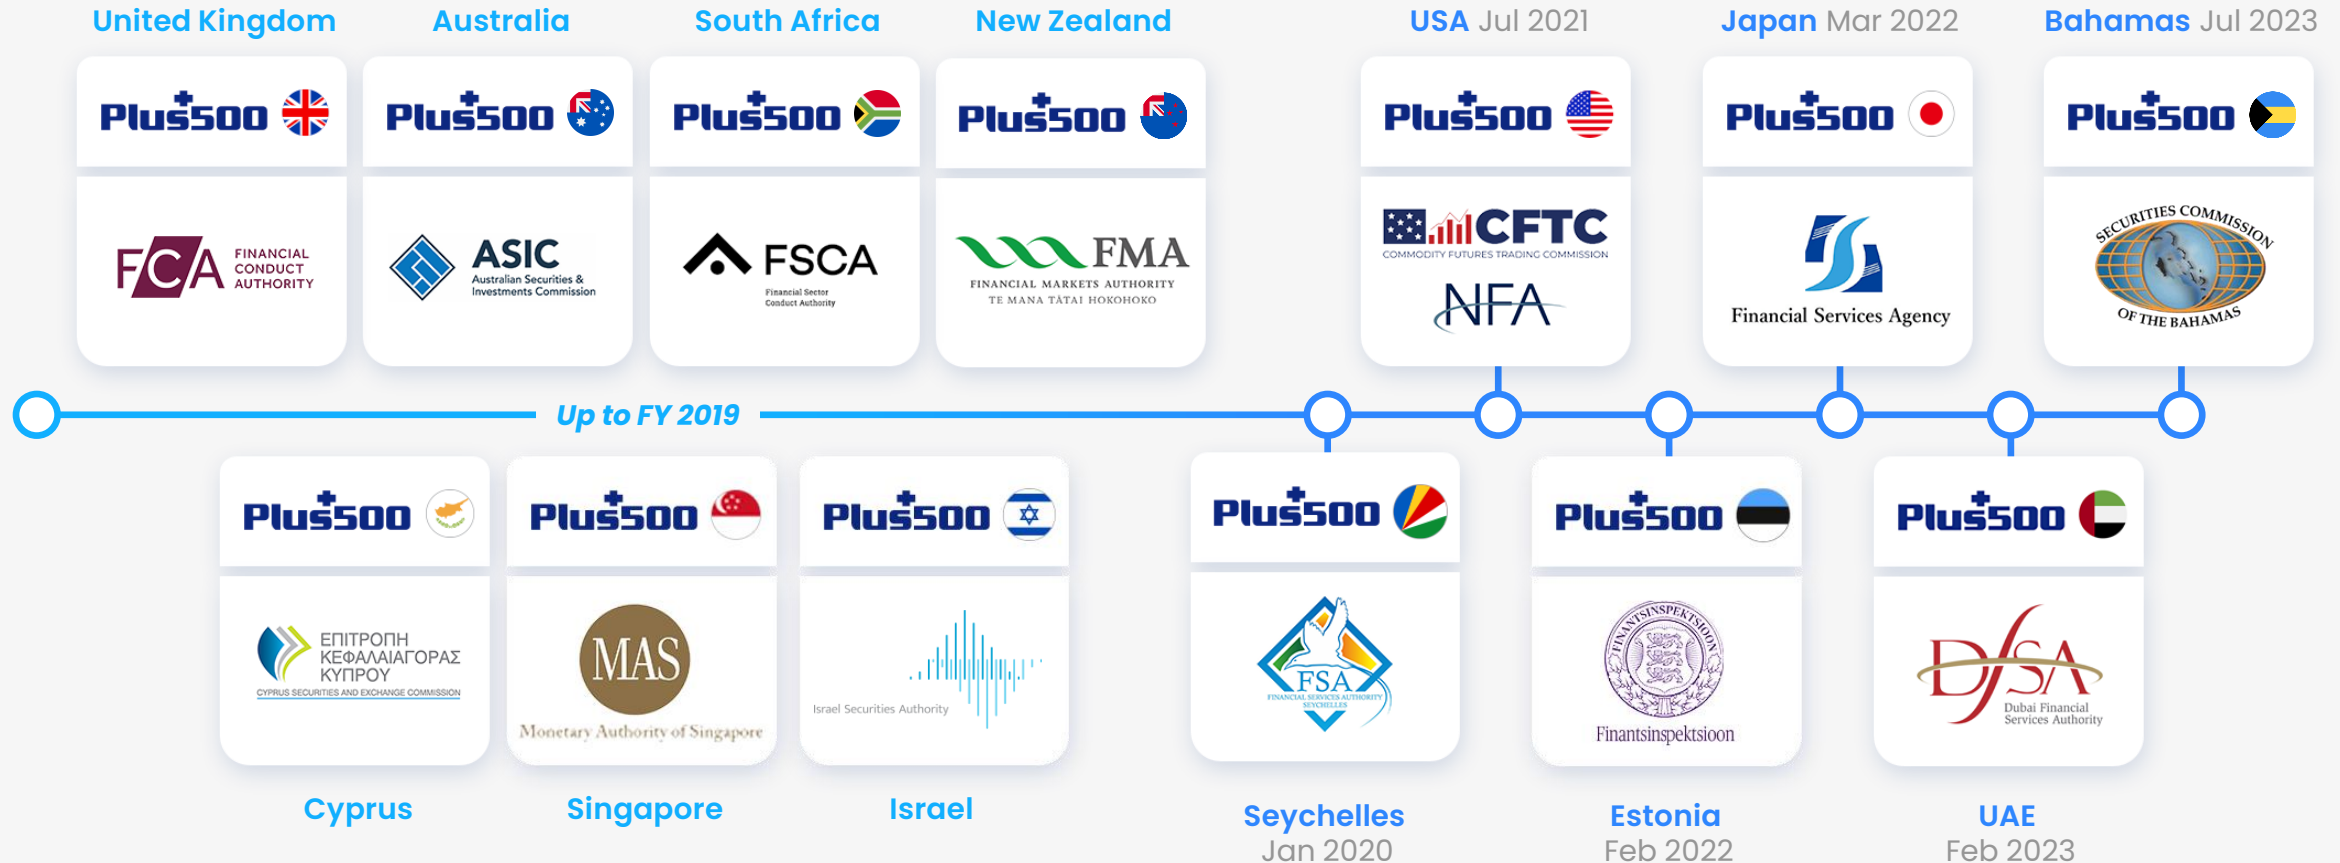 United Kingdom
Australia
South Africa
New Zealand
USA Jul 2021
Japan Mar 2022
Bahamas Jul 2023
Plus500
Plus500
Plus500
Plus500
Plus500
Plus500
Plus500
FCA
FINANCIAL
CONDUCT
AUTHORITY
ASIC
Australian Securities &
Investments Commission
FSCA
Financial Sector
Conduct Authority
FMA
FINANCIAL MARKETS AUTHORITY
TE MANA TĀTAI HOKOHOKO
CFTC
COMMODITY FUTURES TRADING COMMISSION
NFA
Financial Services Agency
SECURITIES COMMISSION
OF THE BAHAMAS
Up to FY 2019
Plus500
Plus500
Plus500
Plus500
Plus500
Plus500
ΕΠΙΤΡΟΠΗ
ΚΕΦΑΛΑΙΑΓΟΡΑΣ
ΚΥΠΡΟΥ
CYPRUS SECURITIES AND EXCHANGE COMMISSION
MAS
Monetary Authority of Singapore
Israel Securities Authority
FSA
FINANCIAL SERVICES AUTHORITY
SEYCHELLES
FINANTSINSPEKTSIOON
Finantsinspektsioon
DFSA
Dubai Financial
Services Authority
Cyprus
Singapore
Israel
Seychelles
Jan 2020
Estonia
Feb 2022
UAE
Feb 2023